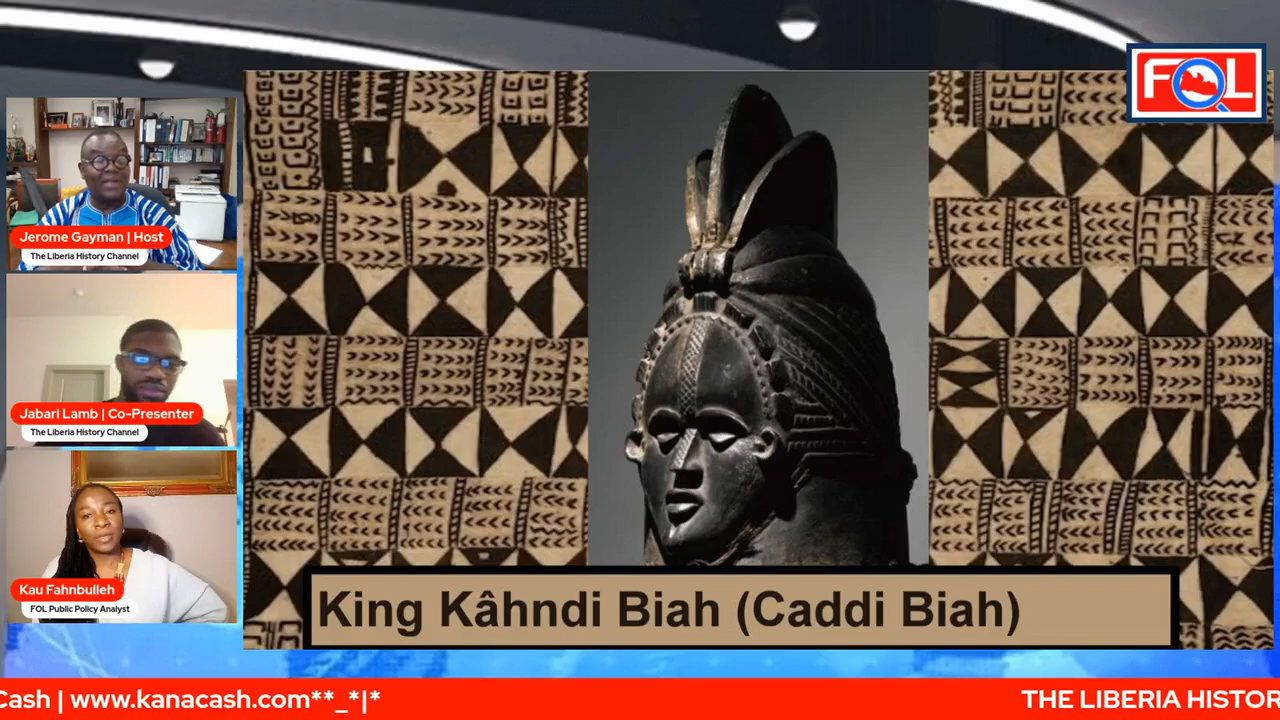 FOL
Jerome Gayman | Host
The Liberia History Channel
Jabari Lamb | Co-Presenter
The Liberia History Channel
Kau Fahnbulleh
FOL Public Policy Analyst
King Kâhndi Biah (Caddi Biah)
Cash | www.kanacash.com**_*|*
THE LIBERIA HISTOR